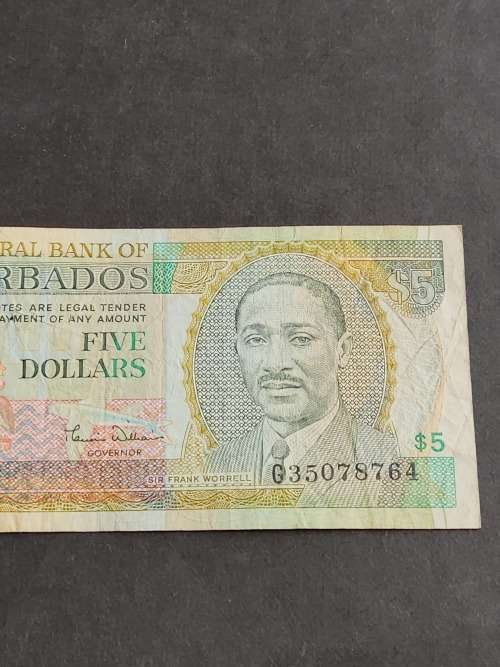 RAL BANK OF
RBADOS
$5
TES ARE LEGAL TENDER
AYMENT OF ANY AMOUNT
FIVE
DOLLARS
GOVERNOR
$5
SIR FRANK WORRELL
G35078764